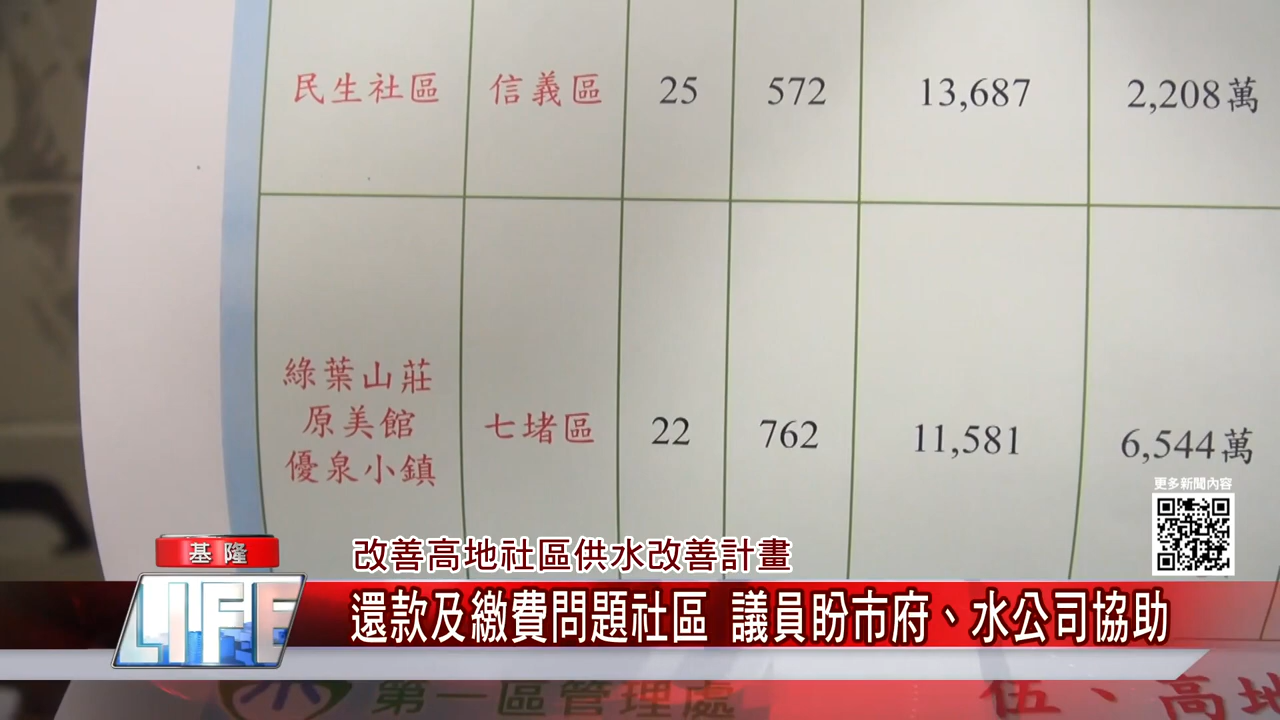 民生社區 信義區 25 572 13,687 2,208萬
綠葉山莊
原美館
優泉小鎮
七堵區 22 762 11,581 6,544萬
更多新聞內容
基隆
LIFE
改善高地社區供水改善計畫
還款及繳費問題社區 議員盼市府、水公司協助
第一區管理處
伍、高地